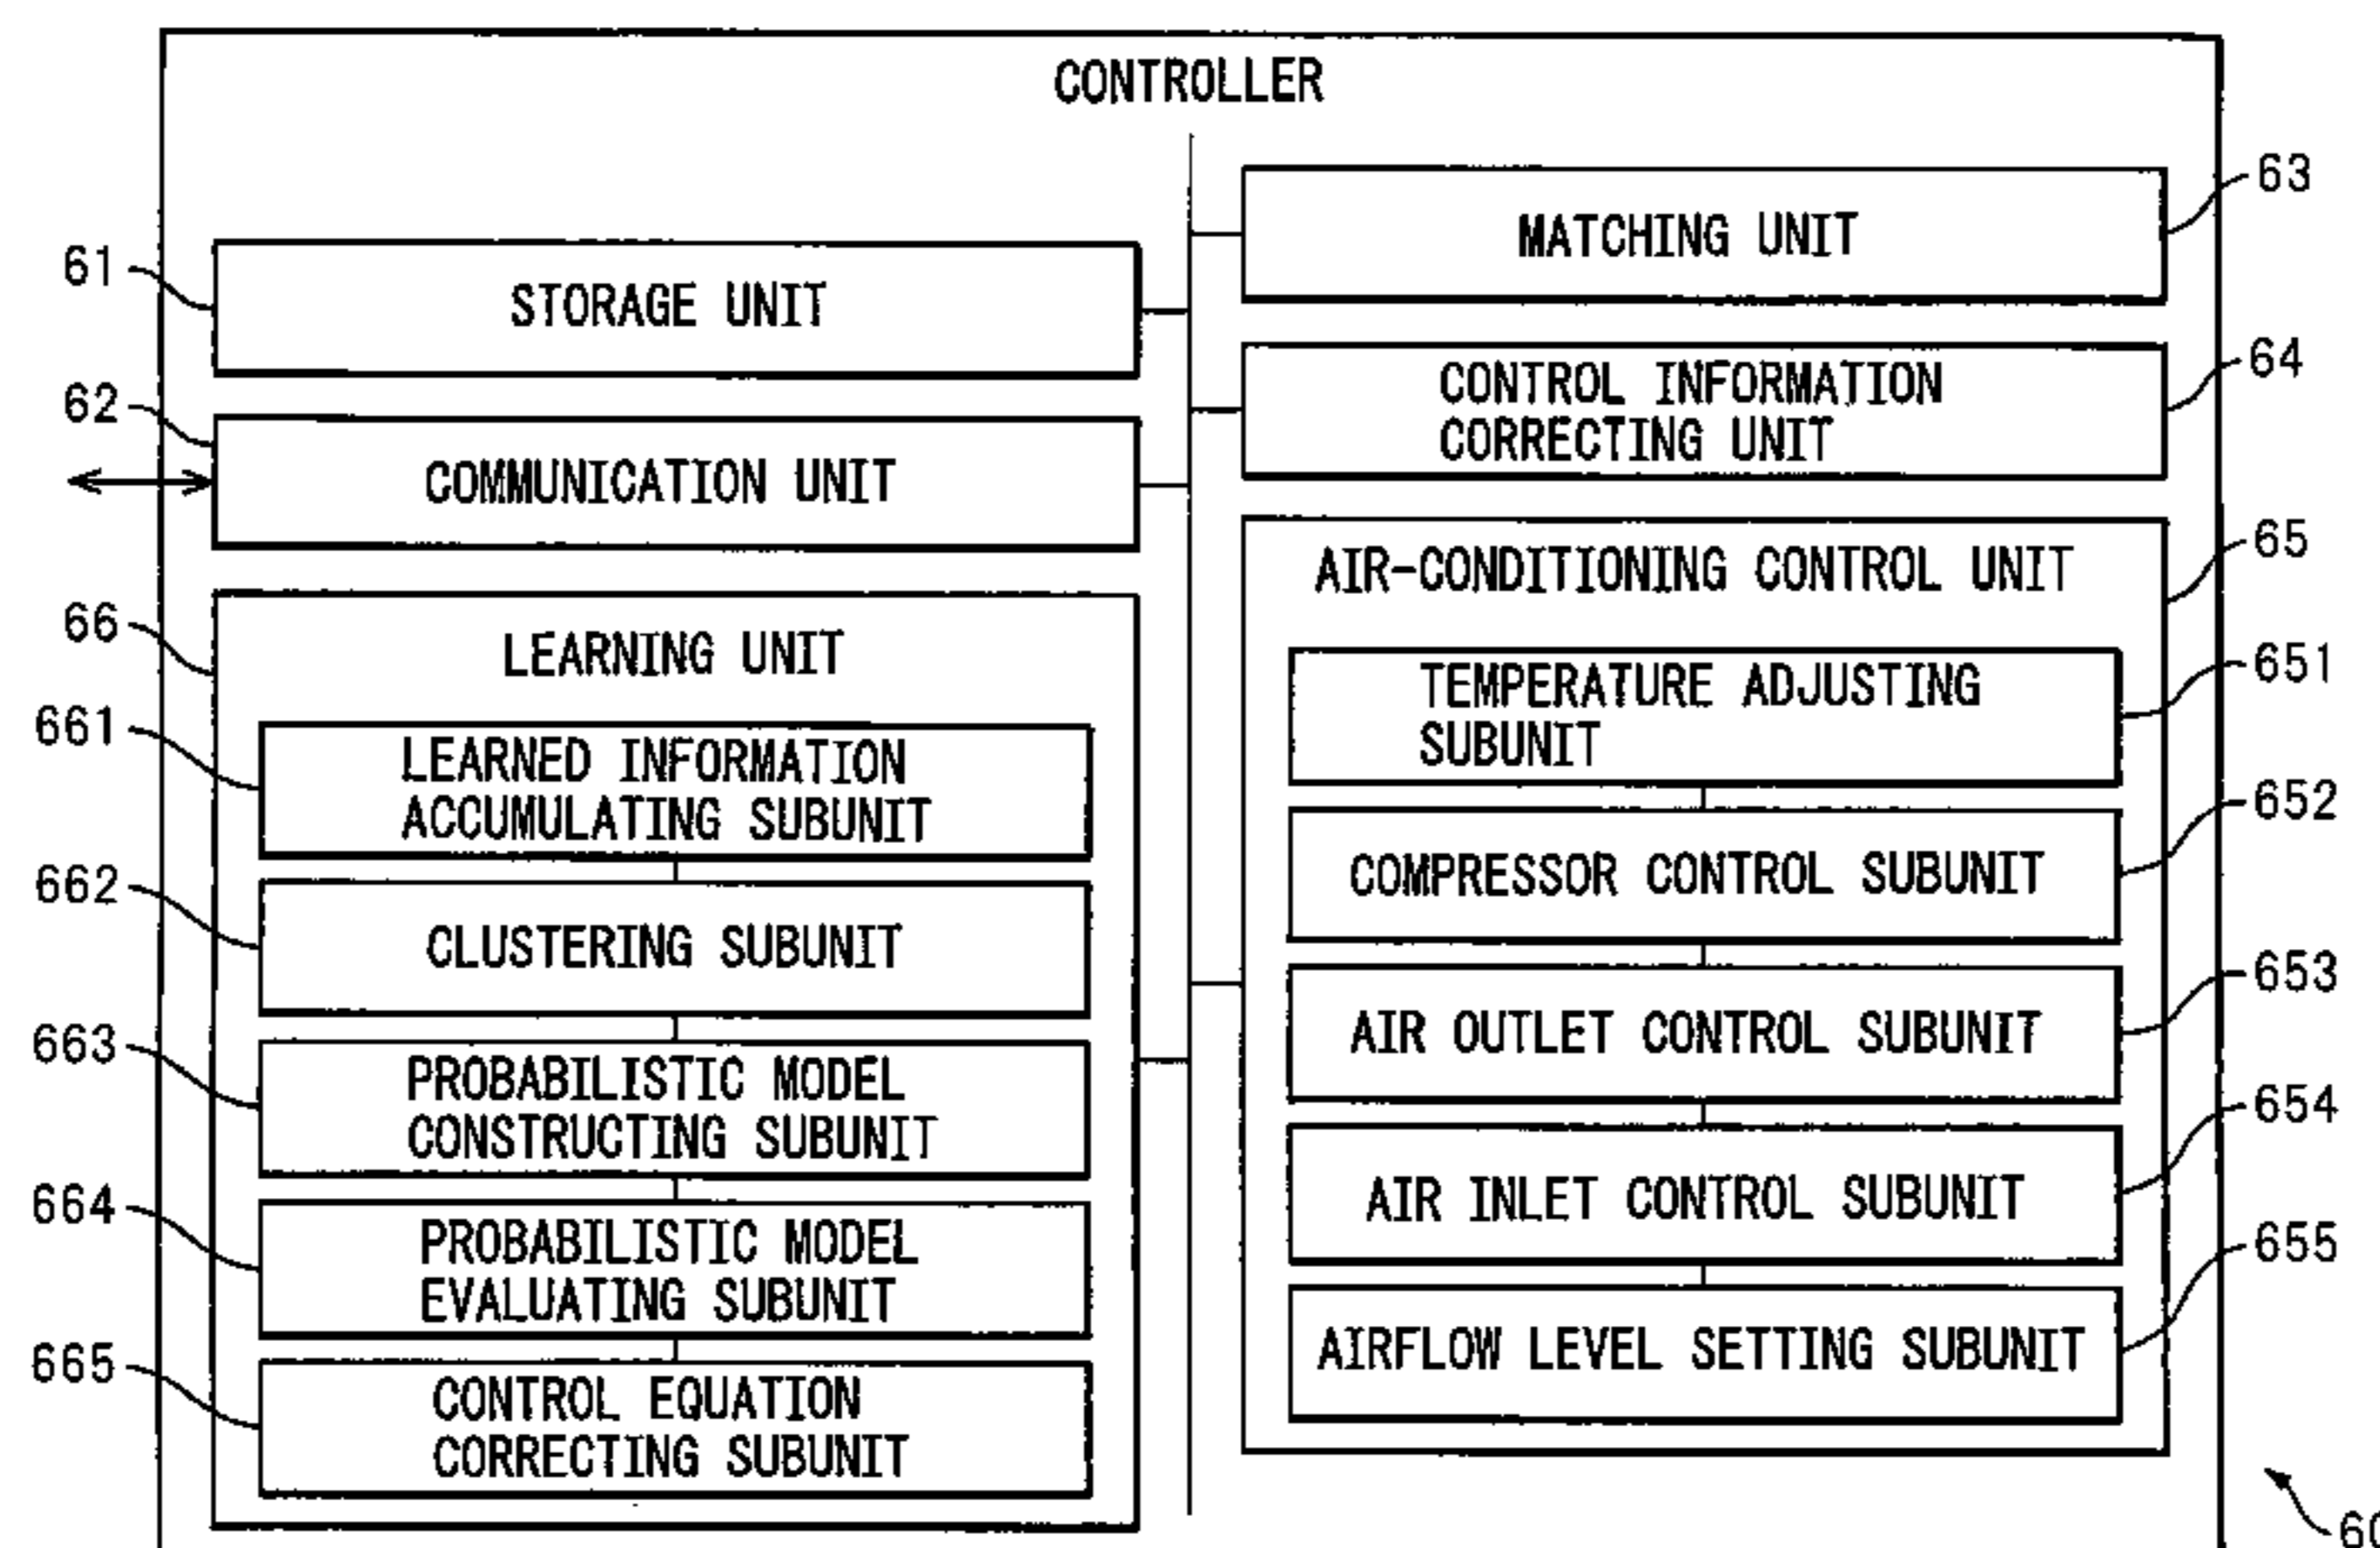 CONTROLLER
61
STORAGE UNIT
62
COMMUNICATION UNIT
66
LEARNING UNIT
661
LEARNED INFORMATION
ACCUMULATING SUBUNIT
662
CLUSTERING SUBUNIT
663
PROBABILISTIC MODEL
CONSTRUCTING SUBUNIT
664
PROBABILISTIC MODEL
EVALUATING SUBUNIT
665
CONTROL EQUATION
CORRECTING SUBUNIT
MATCHING UNIT
63
CONTROL INFORMATION
CORRECTING UNIT
64
AIR-CONDITIONING CONTROL UNIT
65
TEMPERATURE ADJUSTING
SUBUNIT
651
COMPRESSOR CONTROL SUBUNIT
652
AIR OUTLET CONTROL SUBUNIT
653
AIR INLET CONTROL SUBUNIT
654
AIRFLOW LEVEL SETTING SUBUNIT
655
60